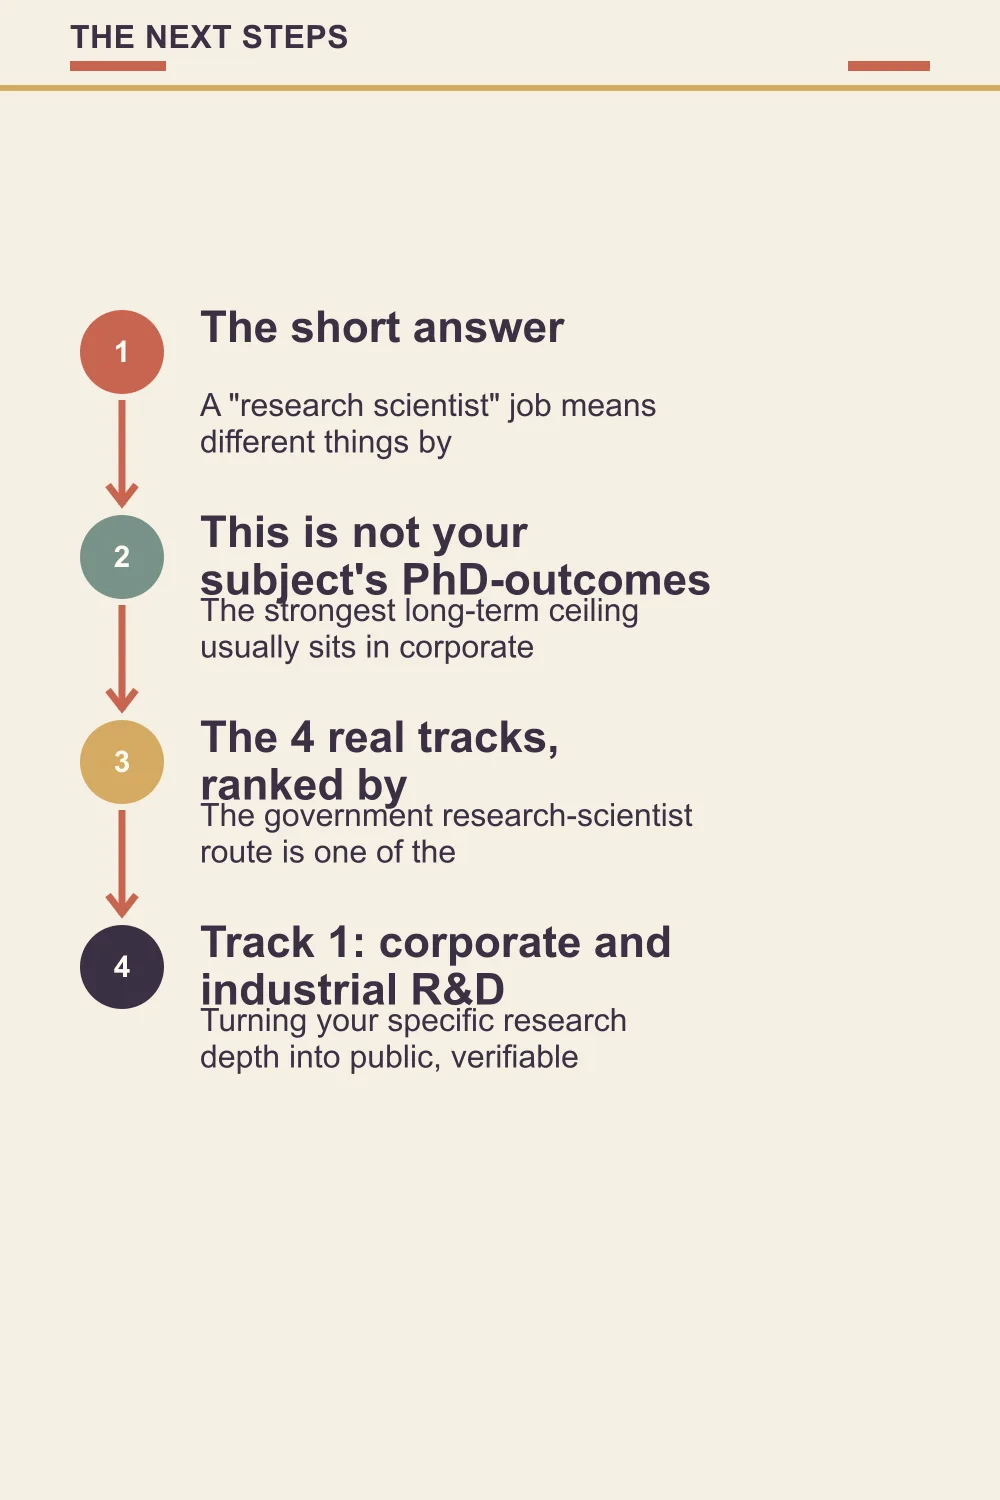 THE NEXT STEPS
1
The short answer
A "research scientist" job means
different things by
2
This is not your
subject's PhD-outcomes
The strongest long-term ceiling
usually sits in corporate
3
The 4 real tracks,
ranked by
The government research-scientist
route is one of the
4
Track 1: corporate and
industrial R&D
Turning your specific research
depth into public, verifiable